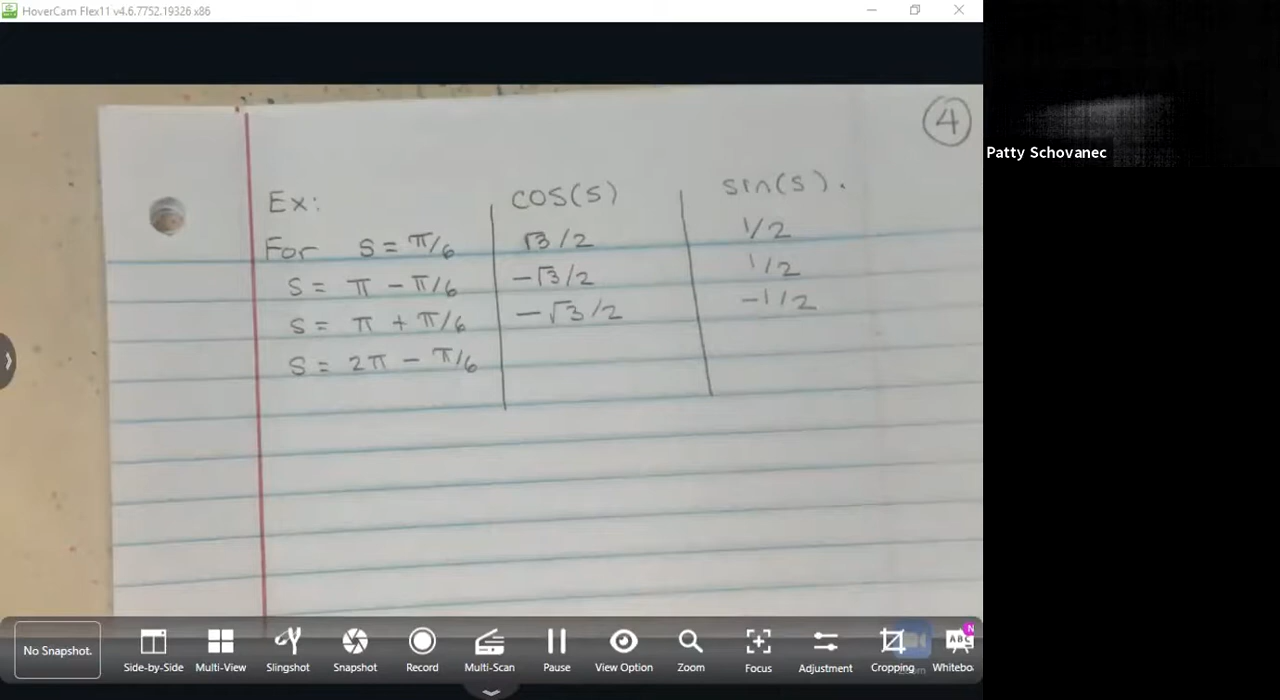 HoverCam Flex11 v4.6.7752.19326 x86
Patty Schovanec
4
Ex: cos(s) sin(s).
For s = π/6 √3/2 1/2
s = π − π/6 −√3/2 1/2
s = π + π/6 −√3/2 −1/2
s = 2π − π/6
No Snapshot.
Side-by-Side Multi-View Slingshot Snapshot Record Multi-Scan Pause View Option Zoom Focus Adjustment Cropping Whitebo
ABC
N